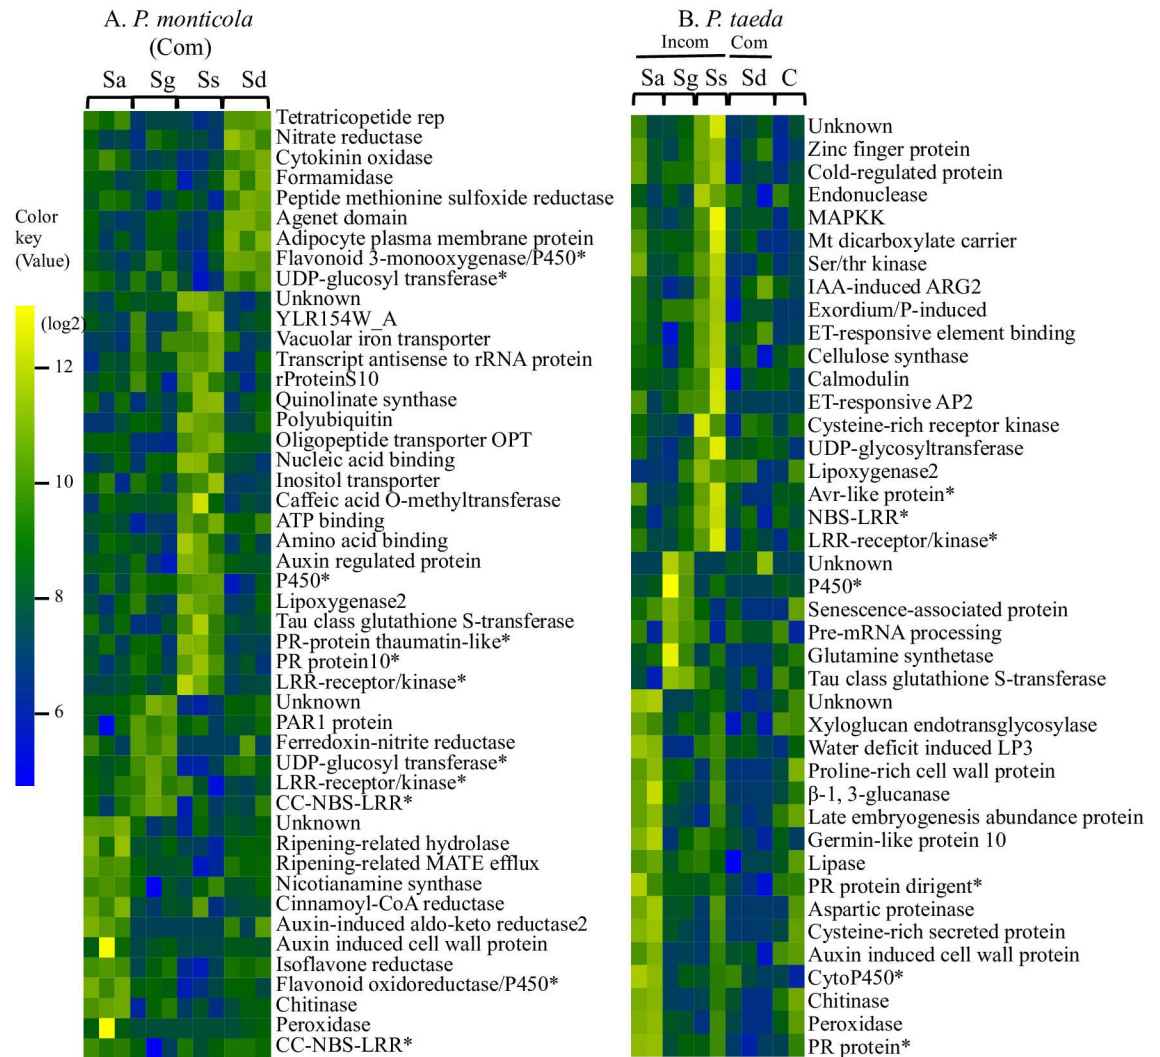 A. P. monticola
(Com)
Sa Sg Ss Sd
Tetratricopetide rep
Nitrate reductase
Cytokinin oxidase
Formamidase
Peptide methionine sulfoxide reductase
Agenet domain
Adipocyte plasma membrane protein
Flavonoid 3-monooxygenase/P450*
UDP-glucosyl transferase*
Unknown
YLR154W_A
Vacuolar iron transporter
Transcript antisense to rRNA protein
rProteinS10
Quinolinate synthase
Polyubiquitin
Oligopeptide transporter OPT
Nucleic acid binding
Inositol transporter
Caffeic acid O-methyltransferase
ATP binding
Amino acid binding
Auxin regulated protein
P450*
Lipoxygenase2
Tau class glutathione S-transferase
PR-protein thaumatin-like*
PR protein10*
LRR-receptor/kinase*
Unknown
PAR1 protein
Ferredoxin-nitrite reductase
UDP-glucosyl transferase*
LRR-receptor/kinase*
CC-NBS-LRR*
Unknown
Ripening-related hydrolase
Ripening-related MATE efflux
Nicotianamine synthase
Cinnamoyl-CoA reductase
Auxin-induced aldo-keto reductase2
Auxin induced cell wall protein
Isoflavone reductase
Flavonoid oxidoreductase/P450*
Chitinase
Peroxidase
CC-NBS-LRR*
Color
key
(Value)
(log2)
12
10
8
6
B. P. taeda
Incom Com
Sa Sg Ss Sd C
Unknown
Zinc finger protein
Cold-regulated protein
Endonuclease
MAPKK
Mt dicarboxylate carrier
Ser/thr kinase
IAA-induced ARG2
Exordium/P-induced
ET-responsive element binding
Cellulose synthase
Calmodulin
ET-responsive AP2
Cysteine-rich receptor kinase
UDP-glycosyltransferase
Lipoxygenase2
Avr-like protein*
NBS-LRR*
LRR-receptor/kinase*
Unknown
P450*
Senescence-associated protein
Pre-mRNA processing
Glutamine synthetase
Tau class glutathione S-transferase
Unknown
Xyloglucan endotransglycosylase
Water deficit induced LP3
Proline-rich cell wall protein
β-1, 3-glucanase
Late embryogenesis abundance protein
Germin-like protein 10
Lipase
PR protein dirigent*
Aspartic proteinase
Cysteine-rich secreted protein
Auxin induced cell wall protein
CytoP450*
Chitinase
Peroxidase
PR protein*